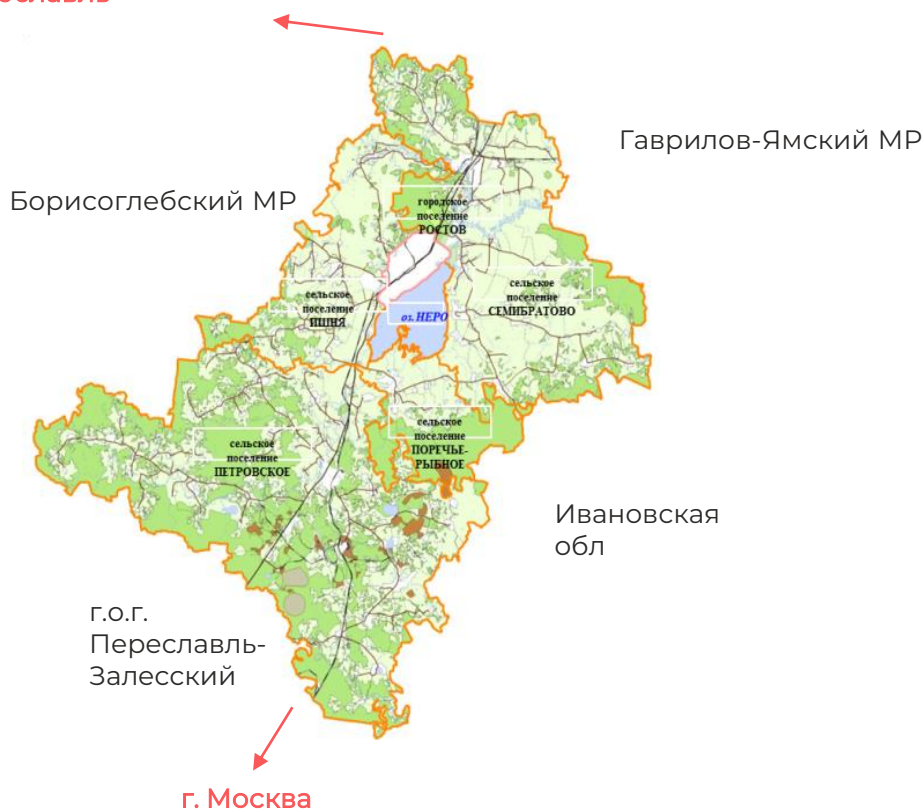 Гаврилов-Ямский МР
Борисоглебский МР
городское
поселение
РОСТОВ
сельское
поселение
ИШНЯ
оз. НЕРО
сельское
поселение
СЕМИБРАТОВО
сельское
поселение
ПОРЕЧЬЕ-
РЫБНОЕ
сельское
поселение
ПЕТРОВСКОЕ
Ивановская
обл
г.о.г.
Переславль-
Залесский
г. Москва